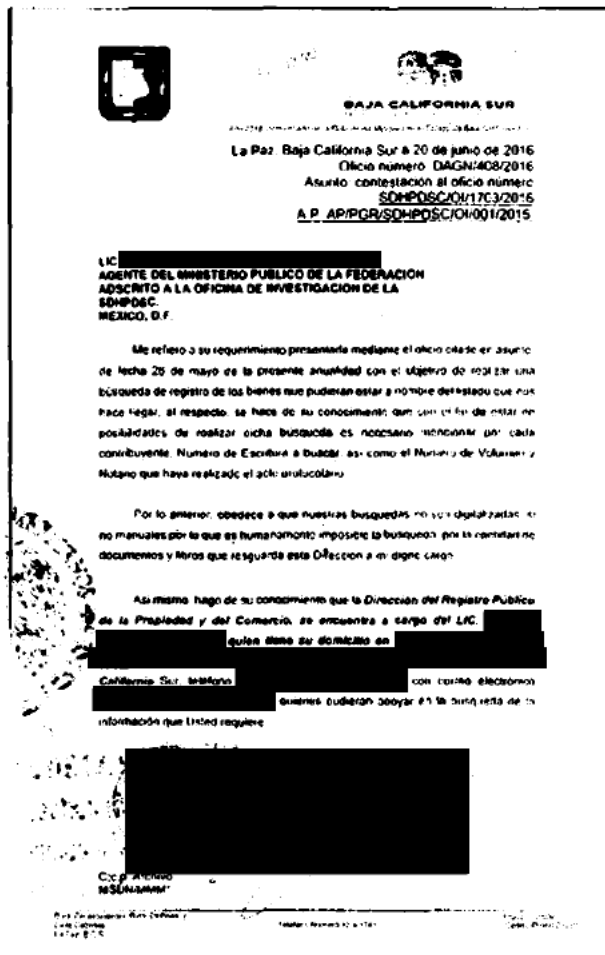 BAJA CALIFORNIA SUR
La Paz, Baja California Sur a 20 de junio de 2016
Oficio número: DAGN/408/2016
Asunto: contestación al oficio número
SDHPDSC/OI/1703/2016
A.P. AP/PGR/SDHPDSC/OI/001/2015
LIC.
AGENTE DEL MINISTERIO PUBLICO DE LA FEDERACION
ADSCRITO A LA OFICINA DE INVESTIGACION DE LA
SDHPDSC.
MEXICO, D.F.
Me refiero a su requerimiento presentado mediante el oficio citado en asunto
de fecha 26 de mayo de la presente anualidad con el objetivo de realizar una
búsqueda de registro de los bienes que pudieran estar a nombre del estado que nos
hace llegar, al respecto, se hace de su conocimiento que con el fin de estar en
posibilidades de realizar dicha búsqueda es necesario mencionar por cada
contribuyente, Numero de Escritura a buscar, asi como el Numero de Volumen y
Notario que haya realizado el acto protocolario
Por lo anterior, obedece a que nuestras busquedas no son digitalizadas si
no manuales por lo que es humanamente imposible la busqueda, por la cantidad de
documentos y libros que resguarda esta Dirección a mi digno cargo
Asi mismo, hago de su conocimiento que la Dirección del Registro Público
de la Propiedad y del Comercio, se encuentra a cargo del LIC.
quien tiene su domicilio en
California Sur, teléfono
con correo electrónico
quienes pudieran apoyar en la busqueda de la
información que Usted requiere
C.c.p. Archivo